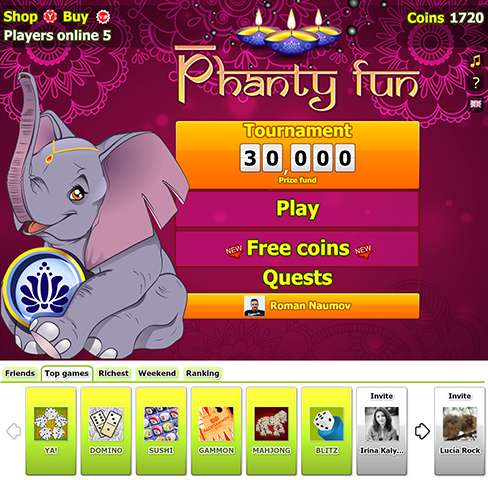 Shop Buy
Coins 1720
Players online 5
Phanty fun
?
Tournament
30,000
Prize fund
Play
NEW Free coins NEW
Quests
Roman Naumov
Friends Top games Richest Weekend Ranking
Invite Invite
YA! DOMINO SUSHI GAMMON MAHJONG BLITZ Irina Kaly... Lucia Rock